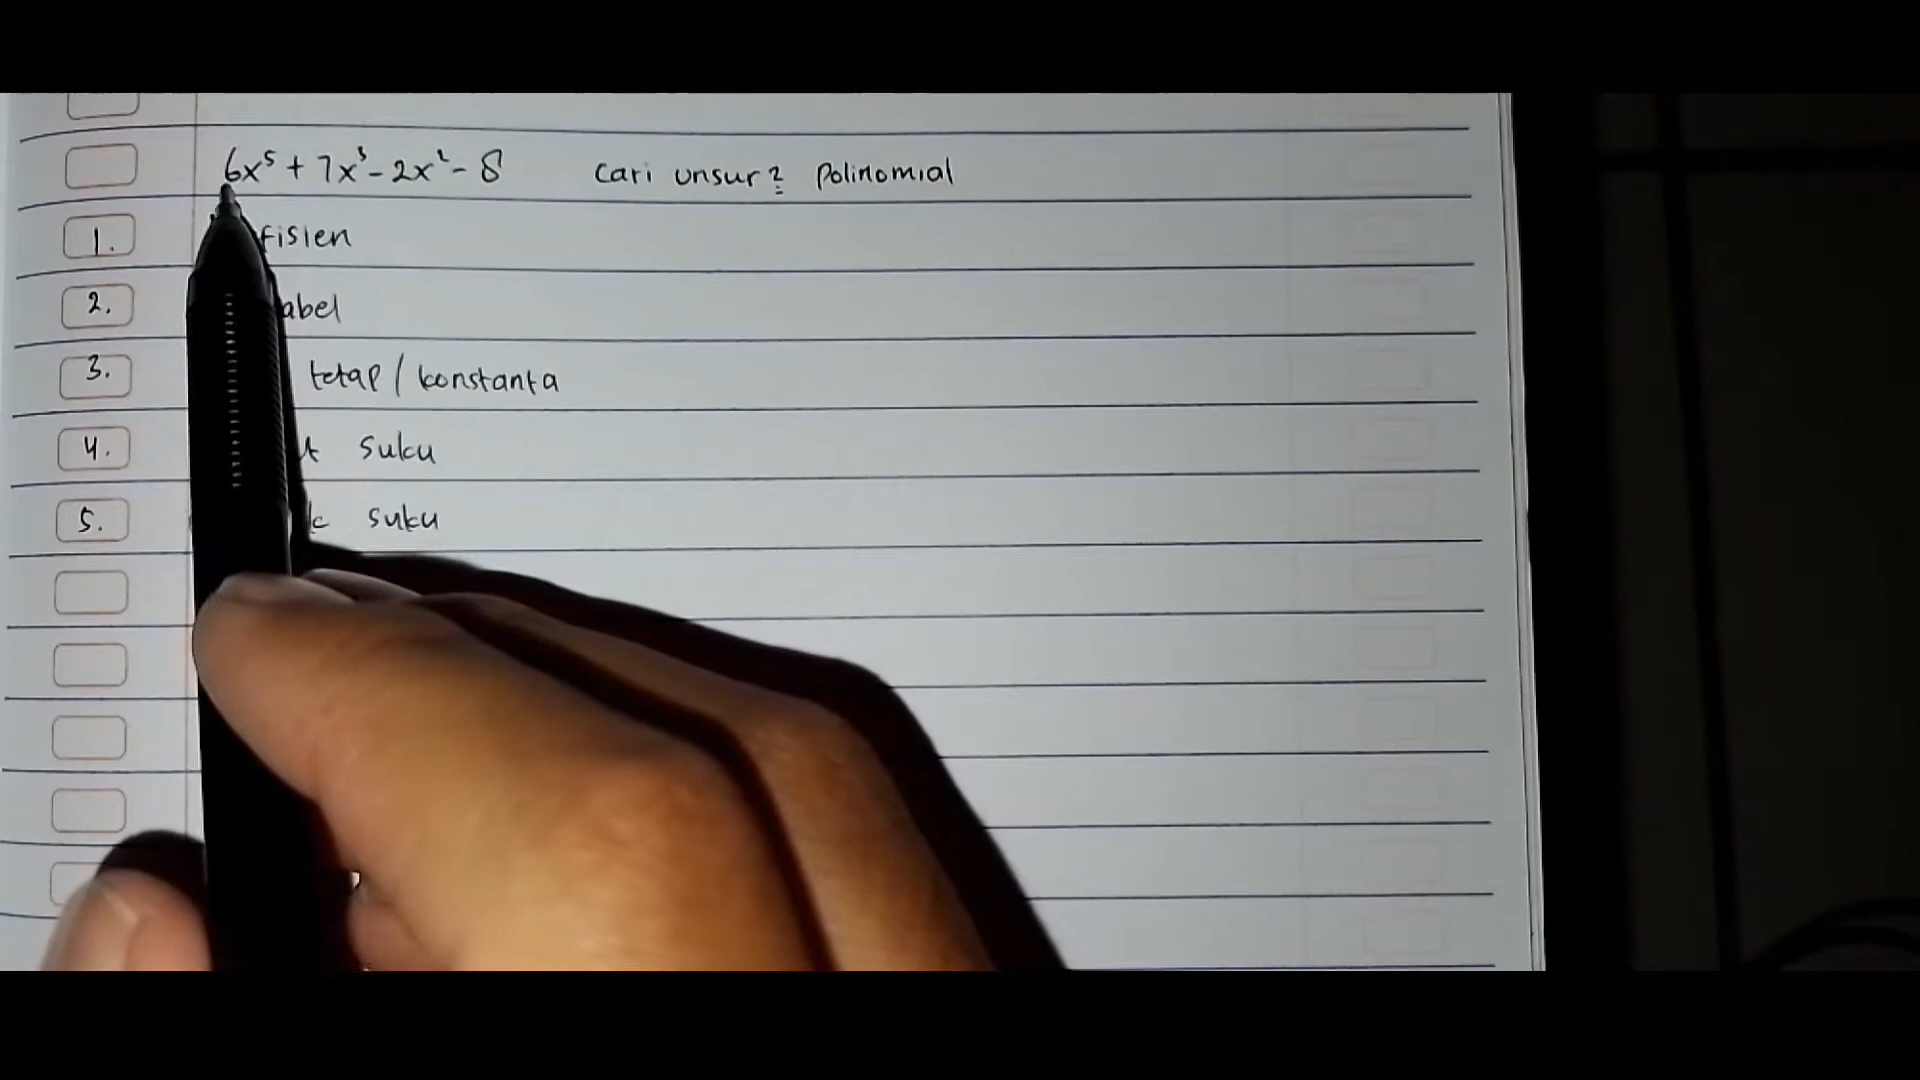 6x⁵ + 7x³ - 2x² - 8 Cari unsur2 Polinomial
1. fisien
2. abel
3. tetap / konstanta
4. suku
5. suku